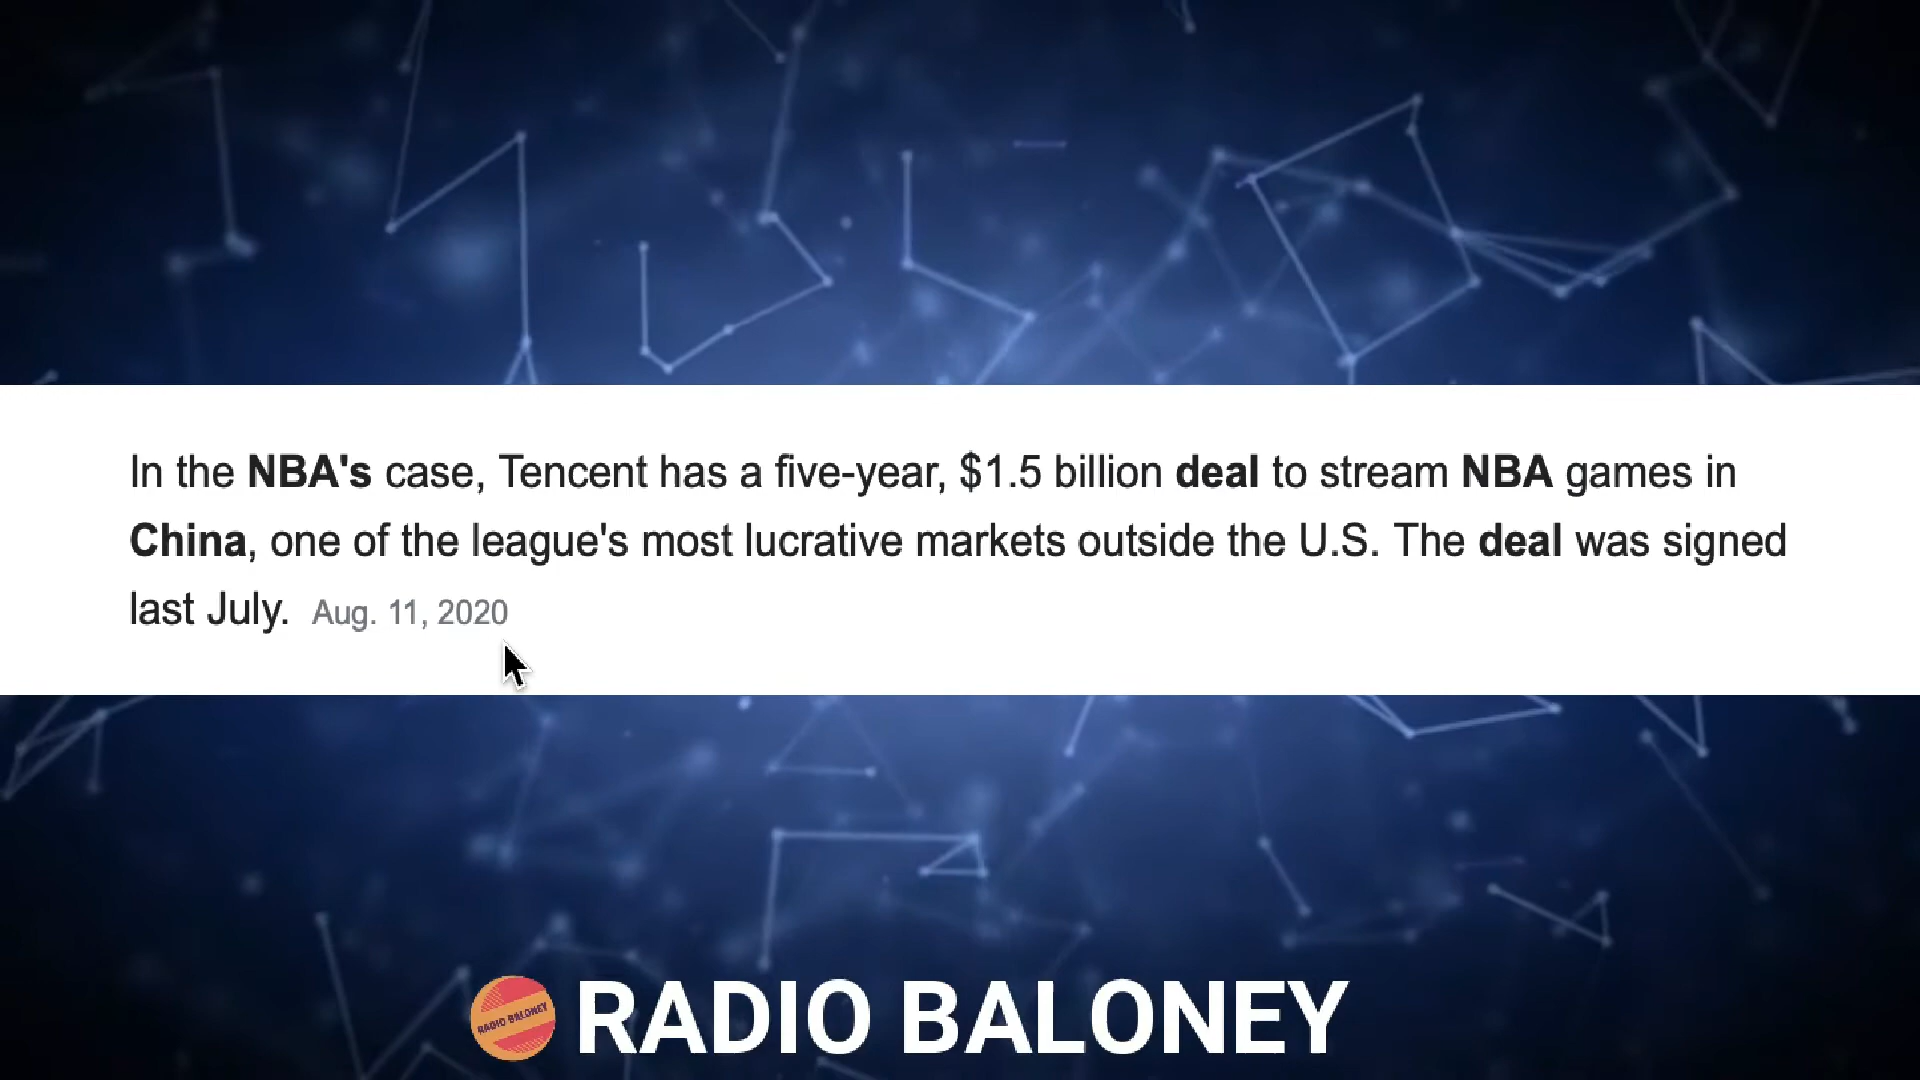 In the NBA's case, Tencent has a five-year, $1.5 billion deal to stream NBA games in
China, one of the league's most lucrative markets outside the U.S. The deal was signed
last July. Aug. 11, 2020
RADIO BALONEY
RADIO BALONEY